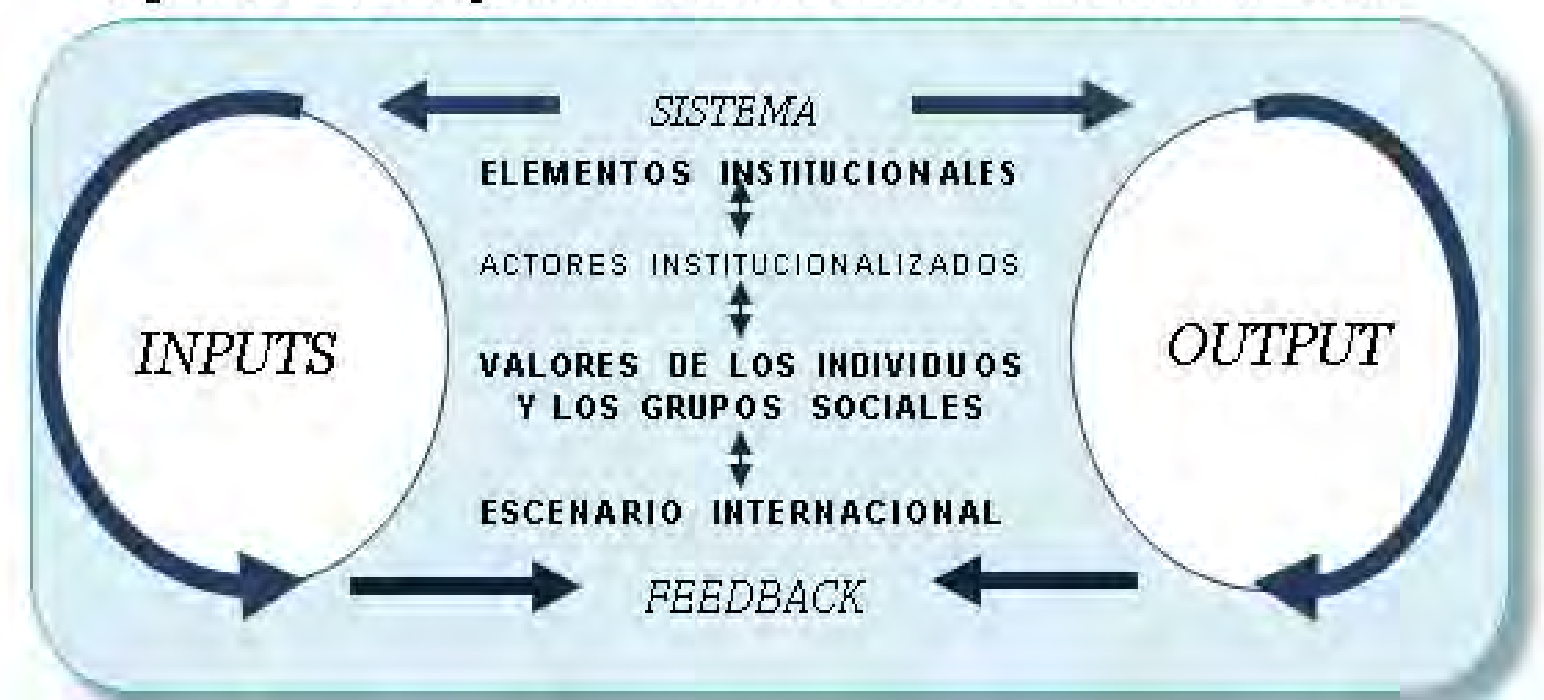 SISTEMA
ELEMENTOS INSTITUCIONALES
ACTORES INSTITUCIONALIZADOS
INPUTS
OUTPUT
VALORES DE LOS INDIVIDUOS
Y LOS GRUPOS SOCIALES
ESCENARIO INTERNACIONAL
FEEDBACK